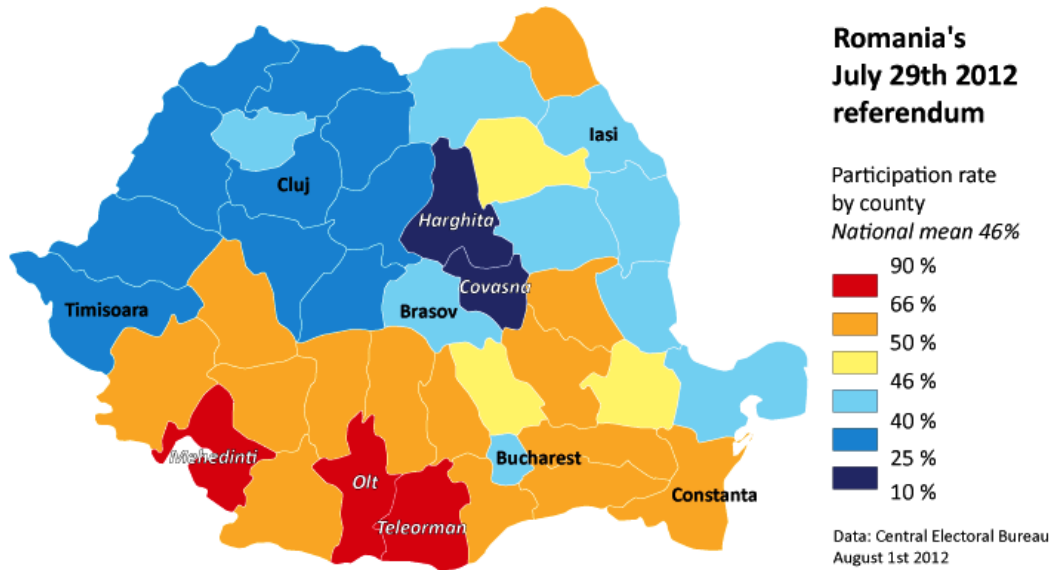 Romania's
July 29th 2012
referendum
Participation rate
by county
National mean 46%
90 %
66 %
50 %
46 %
40 %
25 %
10 %
Data: Central Electoral Bureau
August 1st 2012
Iasi
Cluj
Harghita
Covasna
Timisoara
Brasov
Mehedinti
Bucharest
Olt
Constanta
Teleorman